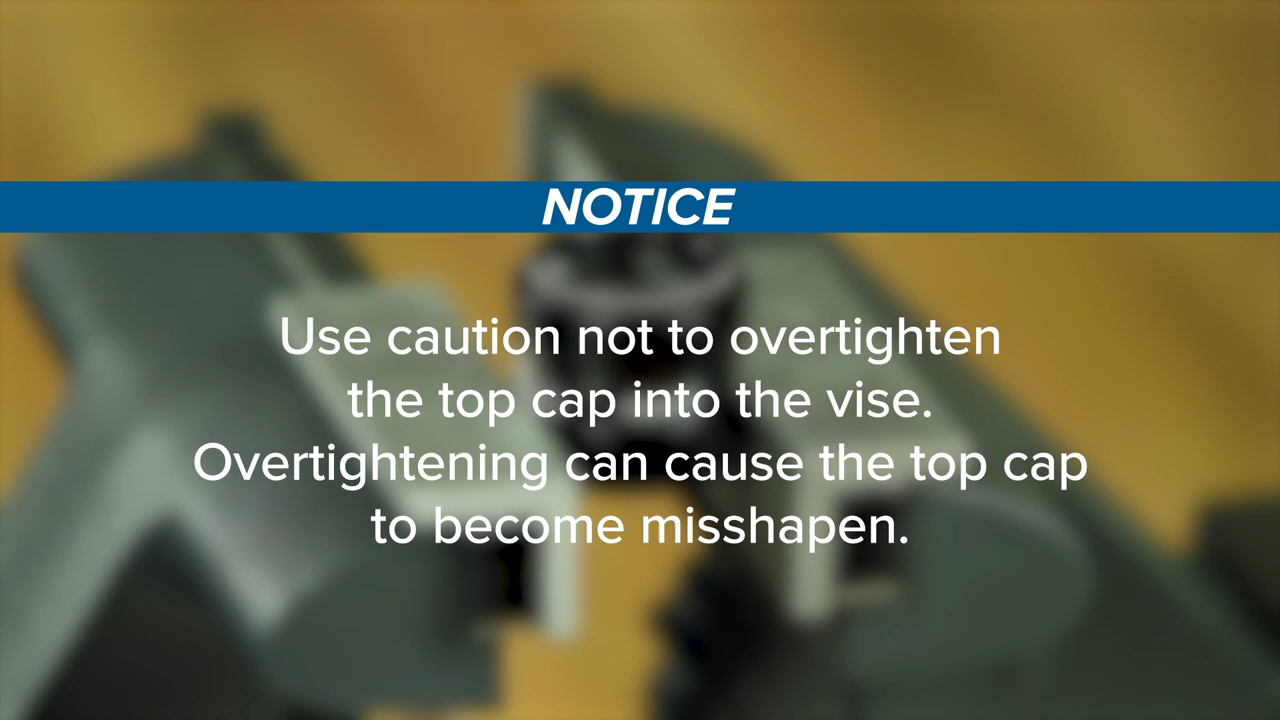 NOTICE
Use caution not to overtighten
the top cap into the vise.
Overtightening can cause the top cap
to become misshapen.